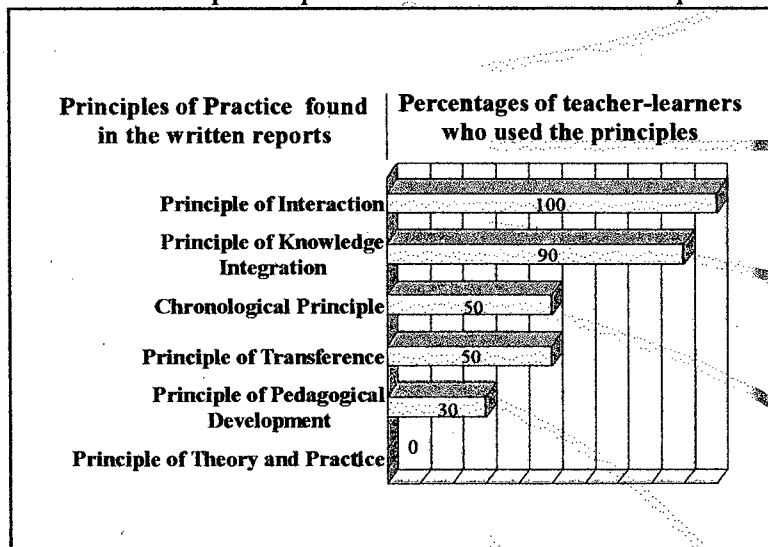 Principles of Practice found
in the written reports
Percentages of teacher-learners
who used the principles
Principle of Interaction
100
Principle of Knowledge
Integration
90
Chronological Principle
50
Principle of Transference
50
Principle of Pedagogical
Development
30
Principle of Theory and Practice
0